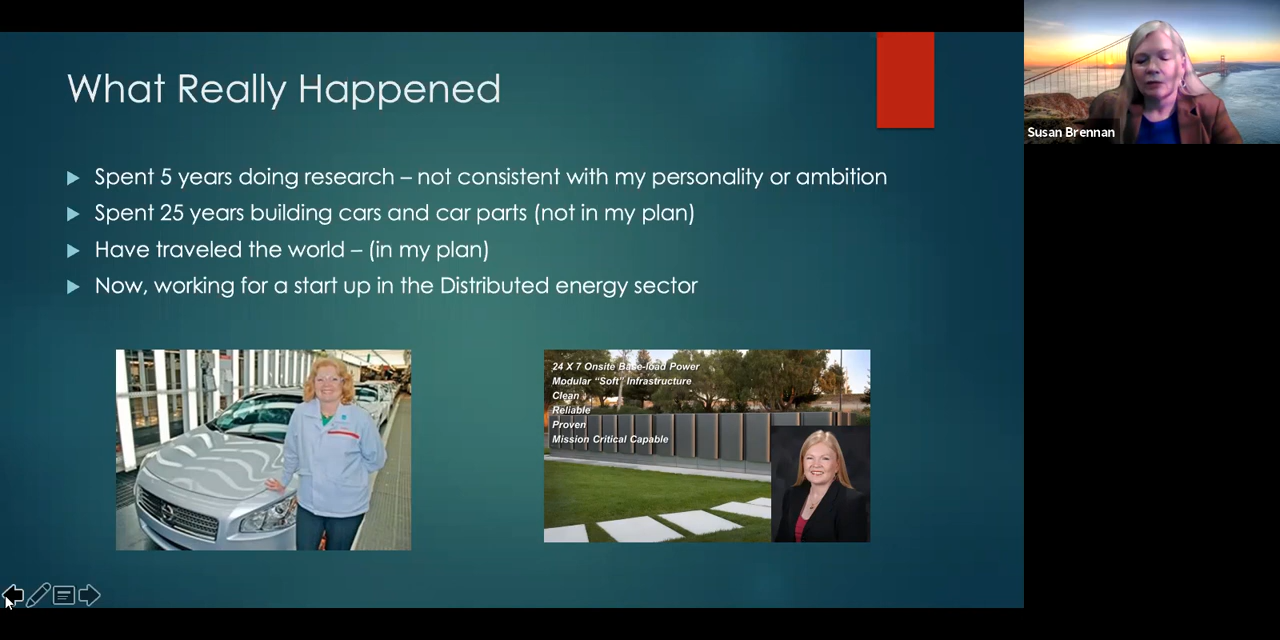 What Really Happened
Spent 5 years doing research – not consistent with my personality or ambition
Spent 25 years building cars and car parts (not in my plan)
Have traveled the world – (in my plan)
Now, working for a start up in the Distributed energy sector
24 X 7 Onsite Base-load Power
Modular "Soft" Infrastructure
Clean
Reliable
Proven
Mission Critical Capable
Susan Brennan